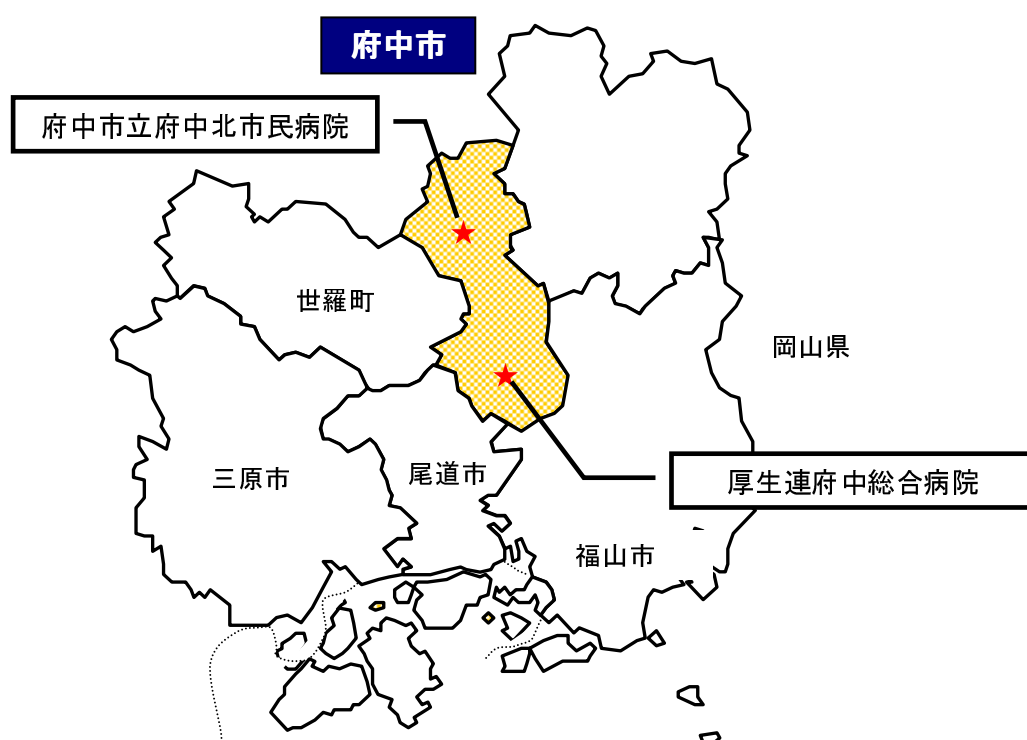 府中市
府中市立府中北市民病院
世羅町
岡山県
三原市
尾道市
厚生連府中総合病院
福山市